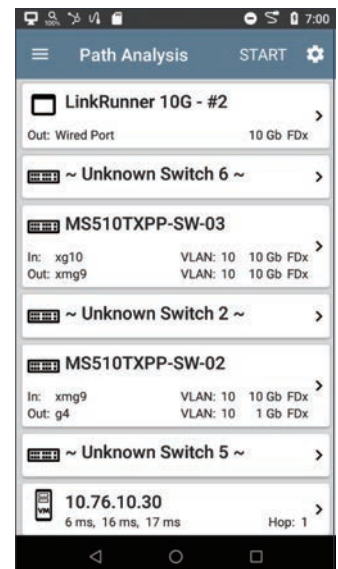 100%
7:00
Path Analysis START
LinkRunner 10G - #2
Out: Wired Port 10 Gb FDx
~ Unknown Switch 6 ~
MS510TXPP-SW-03
In: xg10 VLAN: 10 10 Gb FDx
Out: xmg9 VLAN: 10 10 Gb FDx
~ Unknown Switch 2 ~
MS510TXPP-SW-02
In: xmg9 VLAN: 10 10 Gb FDx
Out: g4 VLAN: 10 1 Gb FDx
~ Unknown Switch 5 ~
VM
10.76.10.30
6 ms, 16 ms, 17 ms Hop: 1